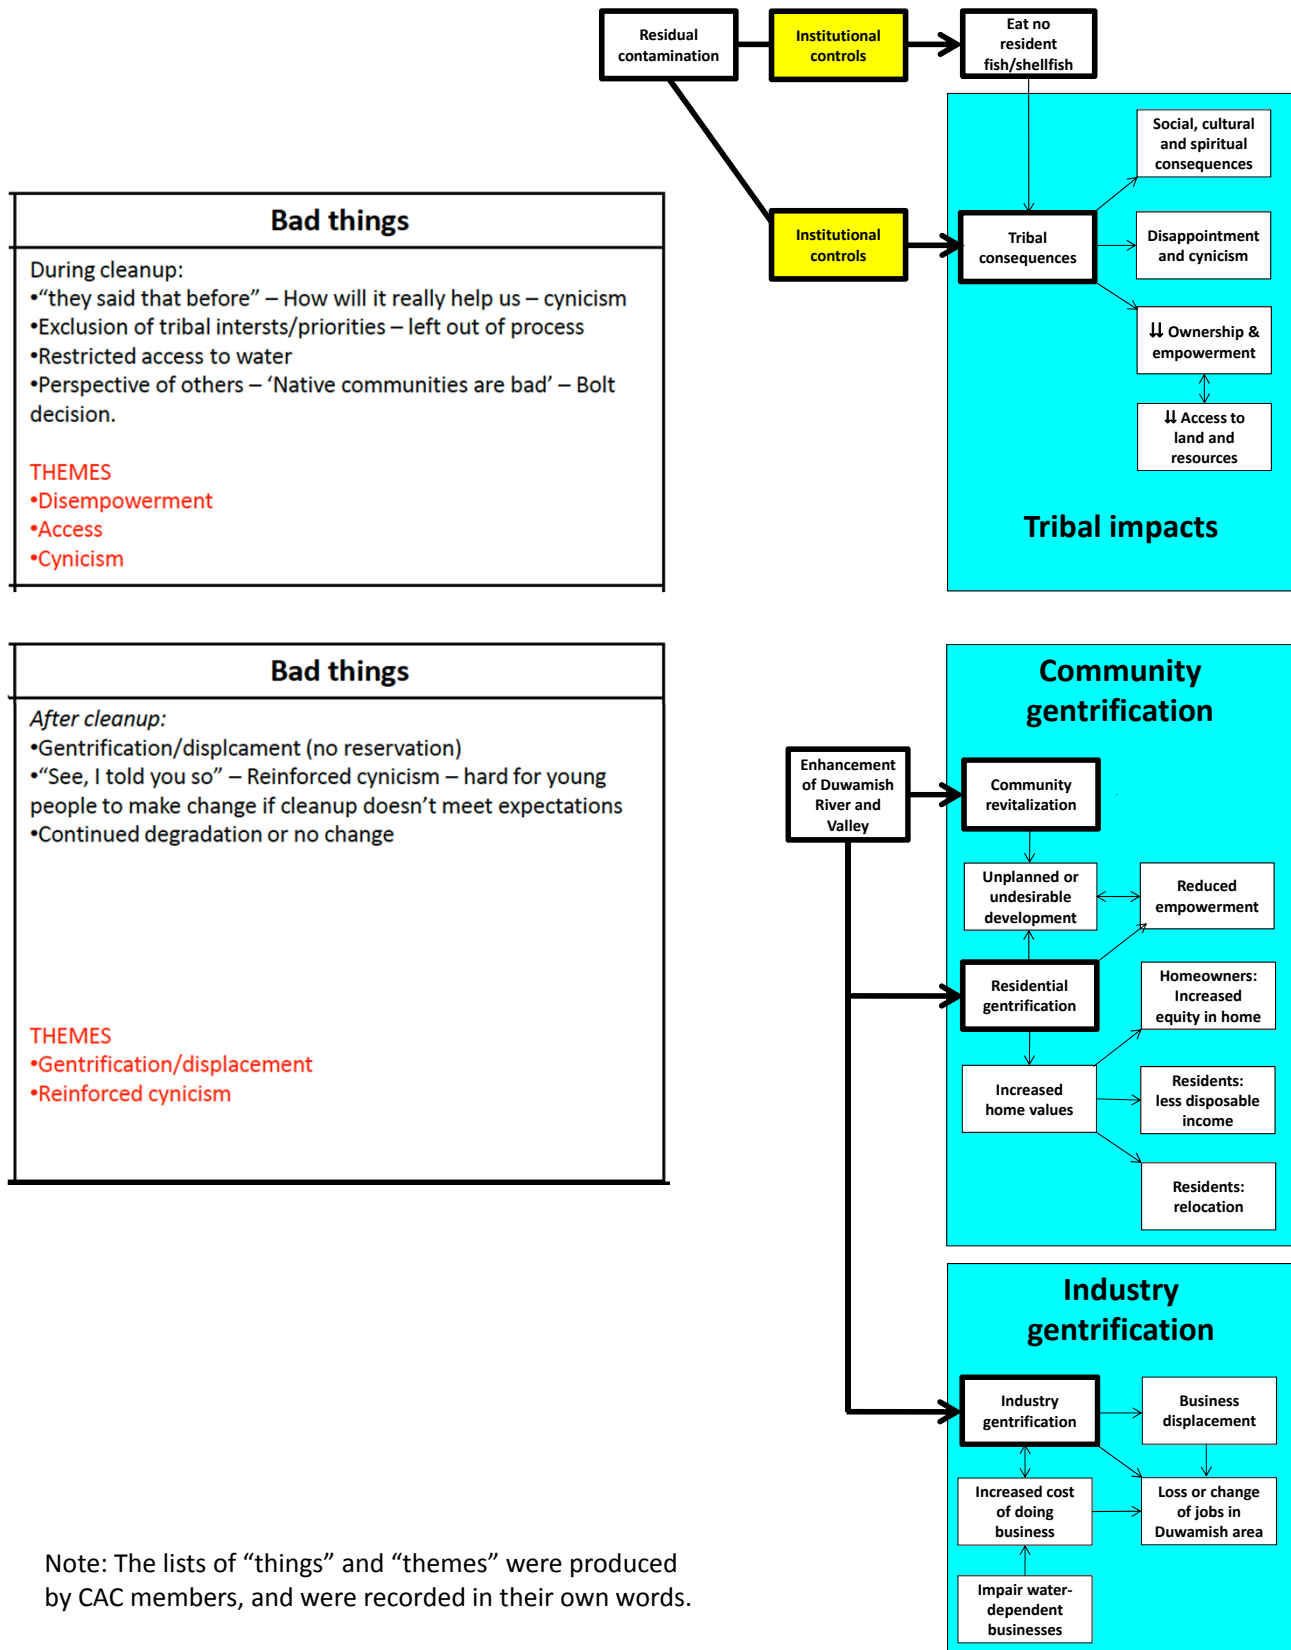 Residual
contamination
Institutional
controls
Eat no
resident
fish/shellfish
Social, cultural
and spiritual
consequences
Institutional
controls
Tribal
consequences
Disappointment
and cynicism
⇊ Ownership &
empowerment
⇊ Access to
land and
resources
Tribal impacts
Bad things
During cleanup:
•“they said that before” – How will it really help us – cynicism
•Exclusion of tribal intersts/priorities – left out of process
•Restricted access to water
•Perspective of others – ‘Native communities are bad’ – Bolt
decision.
THEMES
•Disempowerment
•Access
•Cynicism
Bad things
After cleanup:
•Gentrification/displcament (no reservation)
•“See, I told you so” – Reinforced cynicism – hard for young
people to make change if cleanup doesn’t meet expectations
•Continued degradation or no change
THEMES
•Gentrification/displacement
•Reinforced cynicism
Community
gentrification
Enhancement
of Duwamish
River and
Valley
Community
revitalization
Unplanned or
undesirable
development
Reduced
empowerment
Residential
gentrification
Homeowners:
Increased
equity in home
Increased
home values
Residents:
less disposable
income
Residents:
relocation
Industry
gentrification
Industry
gentrification
Business
displacement
Increased cost
of doing
business
Loss or change
of jobs in
Duwamish area
Impair water-
dependent
businesses
Note: The lists of “things” and “themes” were produced
by CAC members, and were recorded in their own words.